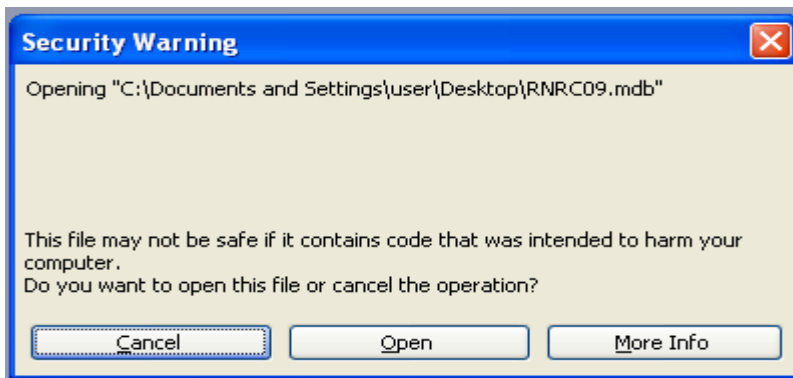 Security Warning
Opening "C:\Documents and Settings\user\Desktop\RNRC09.mdb"
This file may not be safe if it contains code that was intended to harm your
computer.
Do you want to open this file or cancel the operation?
Cancel Open More Info